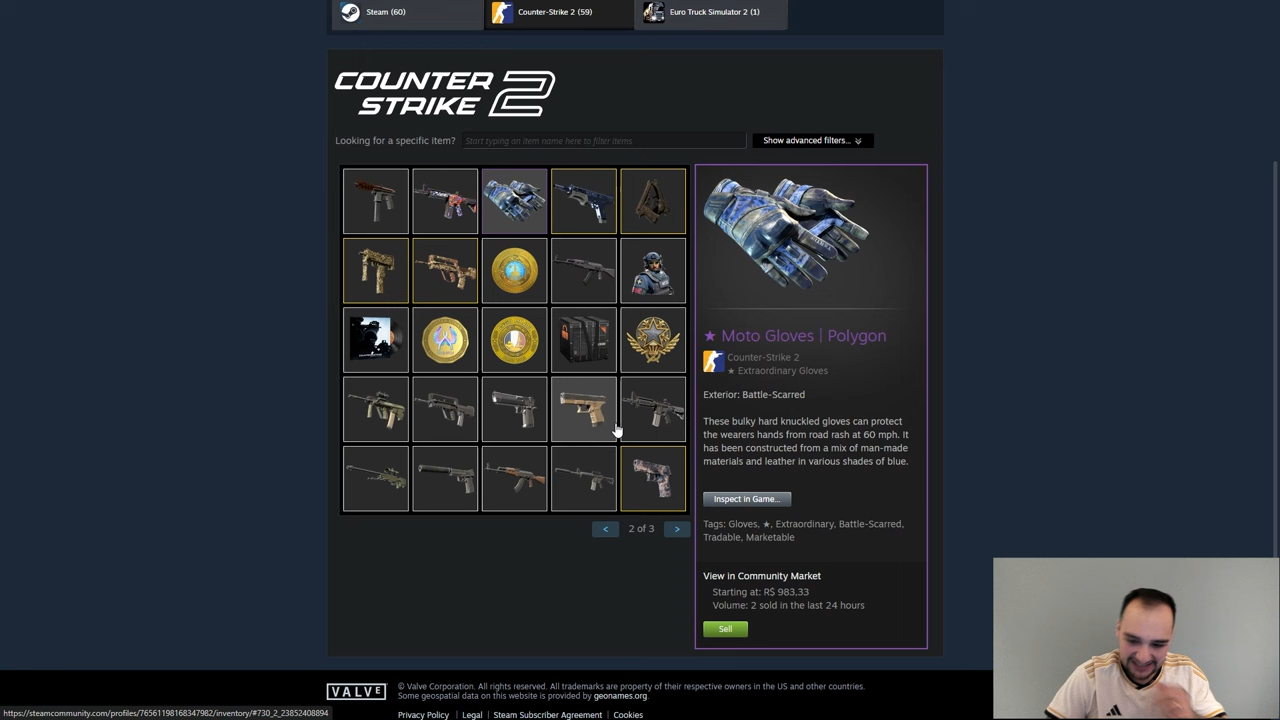 Steam (60)
Counter-Strike 2 (59)
Euro Truck Simulator 2 (1)
COUNTER
STRIKE 2
Looking for a specific item?
Start typing an item name here to filter items
Show advanced filters...
★ Moto Gloves | Polygon
Counter-Strike 2
★ Extraordinary Gloves
Exterior: Battle-Scarred
These bulky hard knuckled gloves can protect
the wearers hands from road rash at 60 mph. It
has been constructed from a mix of man-made
materials and leather in various shades of blue.
Inspect in Game...
Tags: Gloves, ★, Extraordinary, Battle-Scarred,
Tradable, Marketable
< 2 of 3 >
View in Community Market
Starting at: R$ 983,33
Volume: 2 sold in the last 24 hours
Sell
VALVE
© Valve Corporation. All rights reserved. All trademarks are property of their respective owners in the US and other countries.
Some geospatial data on this website is provided by geonames.org.
Privacy Policy | Legal | Steam Subscriber Agreement | Cookies
https://steamcommunity.com/profiles/76561198168347982/inventory/#730_2_23852408894